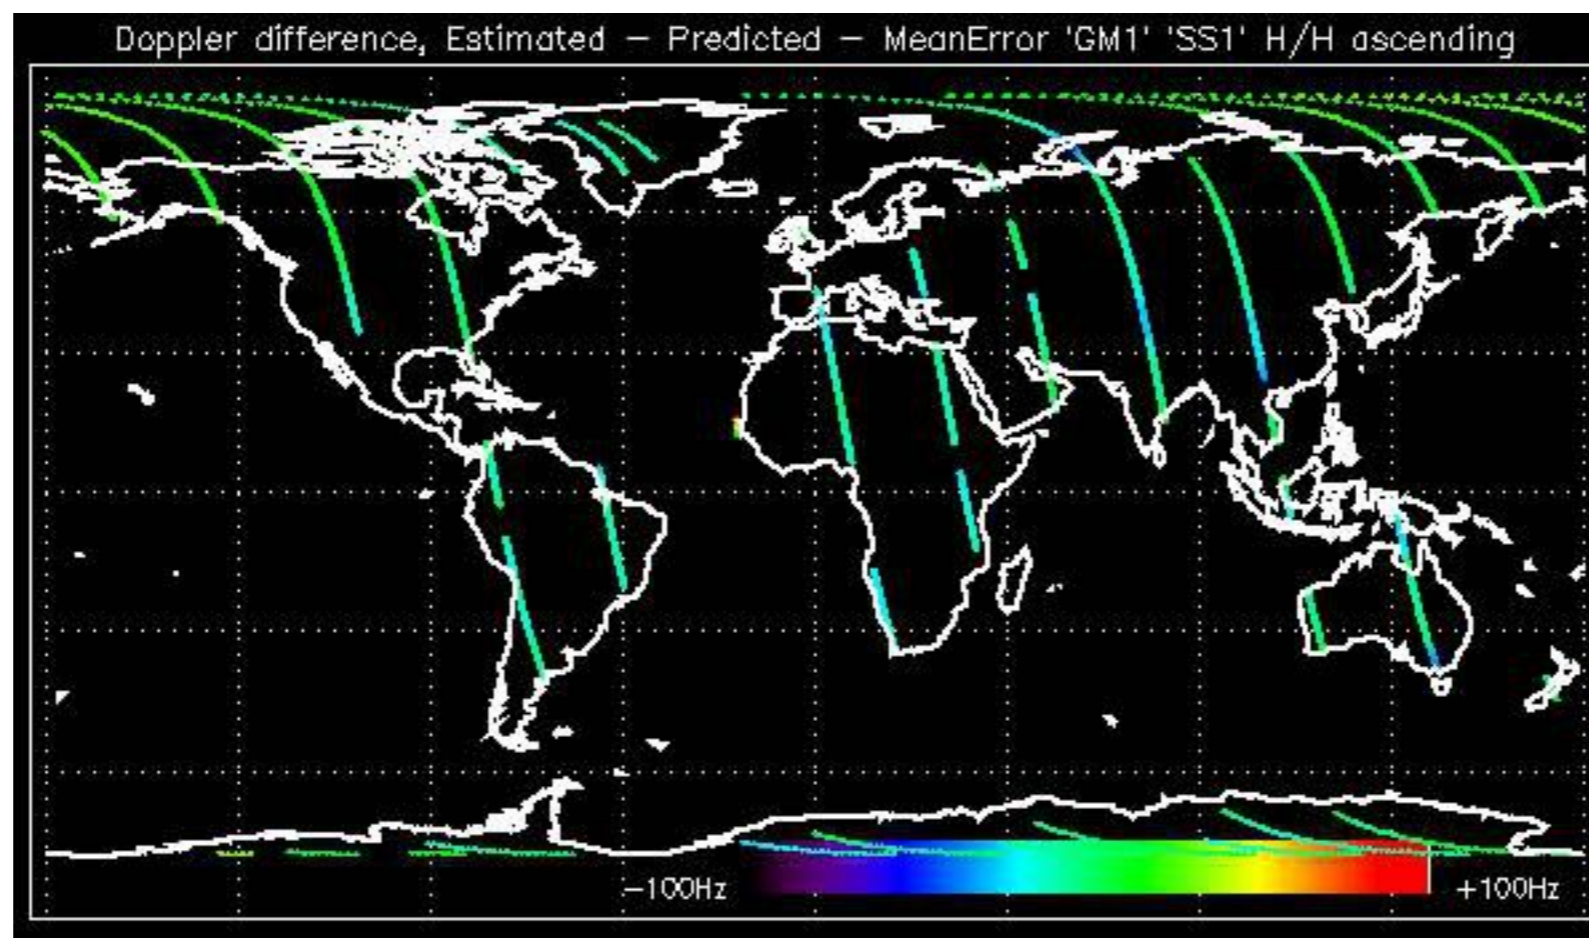 Doppler difference, Estimated - Predicted - MeanError 'GM1' 'SS1' H/H ascending
-100Hz +100Hz